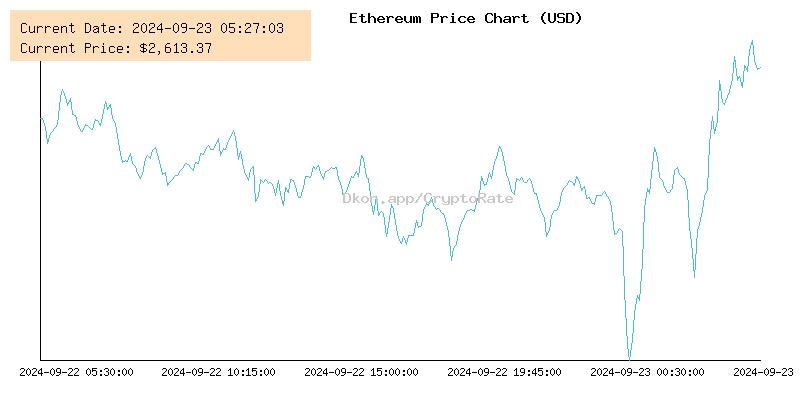 Ethereum Price Chart (USD)
Current Date: 2024-09-23 05:27:03
Current Price: $2,613.37
Dkon.app/CryptoRate
2024-09-22 05:30:00 2024-09-22 10:15:00 2024-09-22 15:00:00 2024-09-22 19:45:00 2024-09-23 00:30:00 2024-09-23